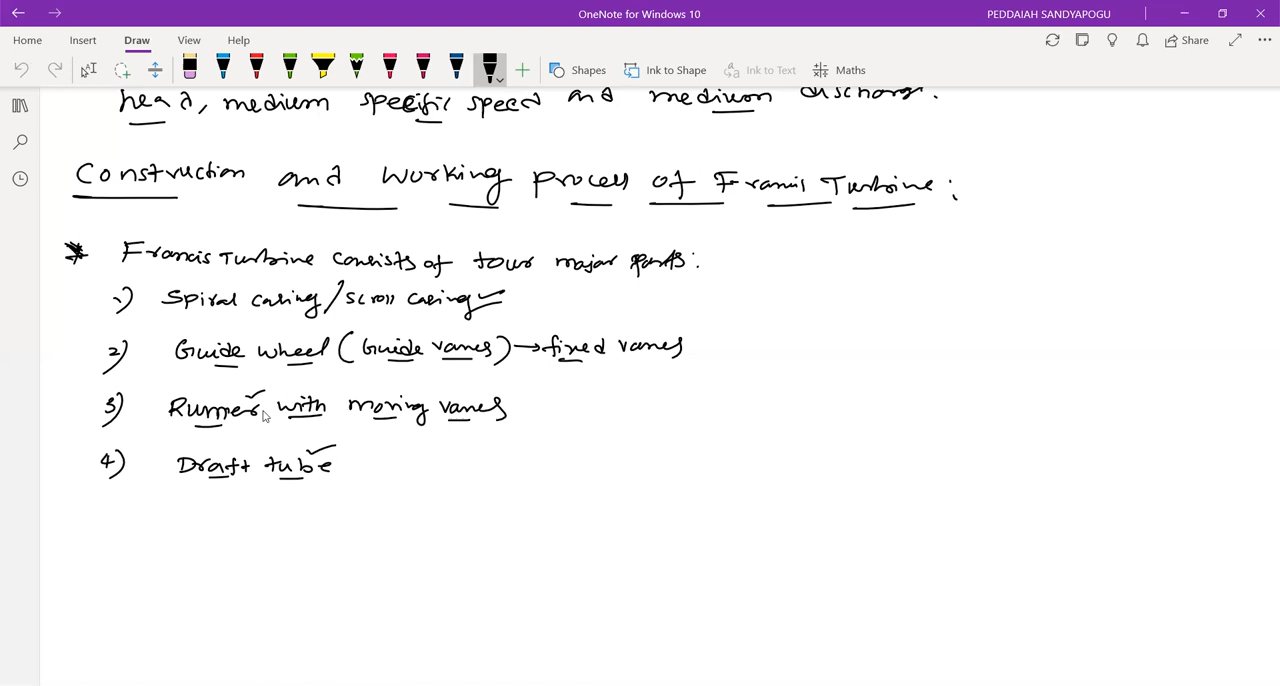 OneNote for Windows 10
PEDDAIAH SANDYAPOGU
Home Insert Draw View Help
Share
Shapes Ink to Shape Ink to Text Maths
head, medium specific speed and medium discharge.
Construction and working process of Francis Turbine:
* Francis Turbine consists of four major parts:
1) Spiral casing/scroll casing
2) Guide wheel (Guide vanes) → fixed vanes
3) Runner with moving vanes
4) Draft tube